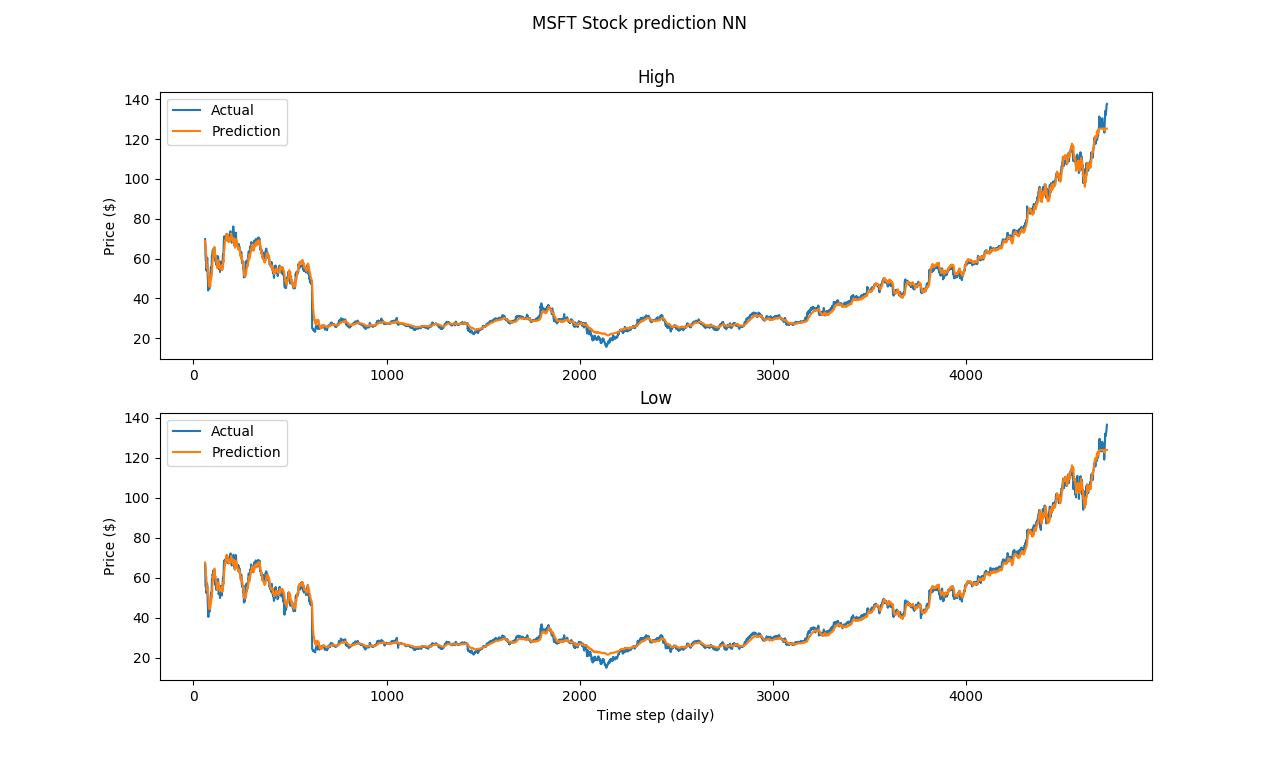 MSFT Stock prediction NN
High
Actual
Prediction
140
120
100
80
60
40
20
Price ($)
0 1000 2000 3000 4000
Low
Actual
Prediction
140
120
100
80
60
40
20
Price ($)
0 1000 2000 3000 4000
Time step (daily)